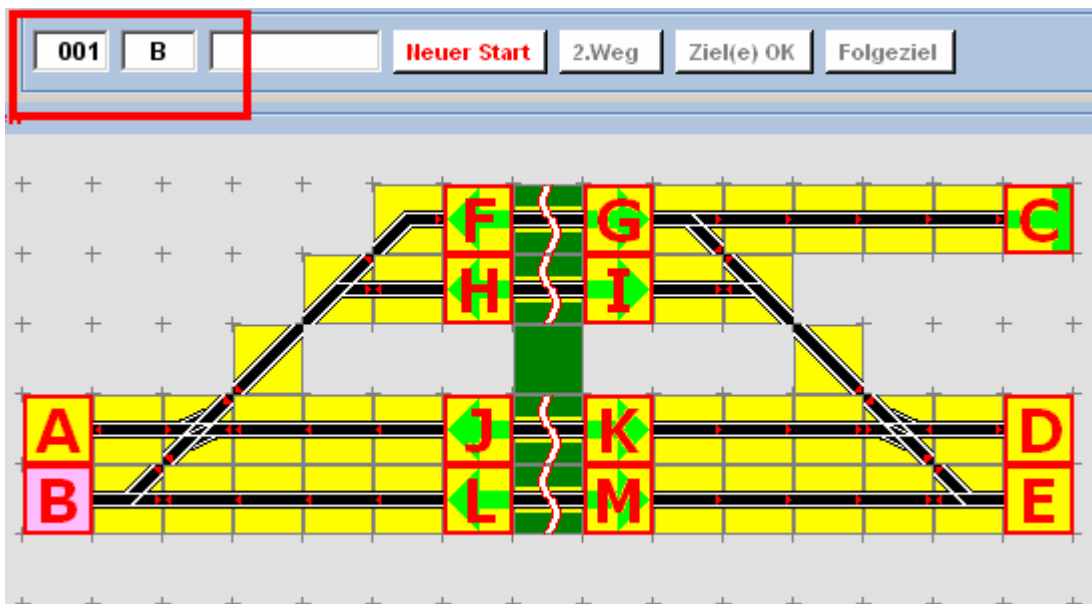 001 B Neuer Start 2.Weg Ziel(e) OK Folgeziel
F G C
H I
A J K D
B L M E